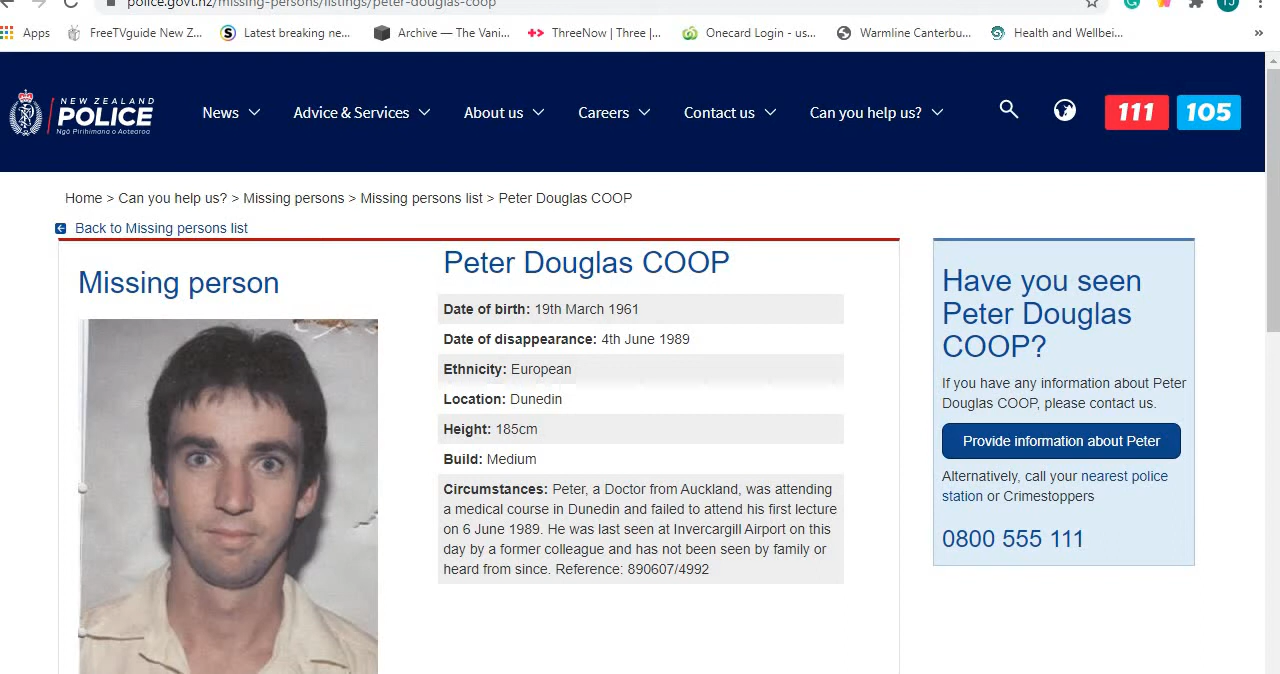 police.govt.nz/missing-persons/listings/peter-douglas-coop
Apps
FreeTVguide New Z...
Latest breaking ne...
Archive — The Vani...
ThreeNow | Three |...
Onecard Login - us...
Warmline Canterbu...
Health and Wellbei...
»
NEW ZEALAND
POLICE
Ngā Pirihimana o Aotearoa
News
Advice & Services
About us
Careers
Contact us
Can you help us?
111
105
Home > Can you help us? > Missing persons > Missing persons list > Peter Douglas COOP
Back to Missing persons list
Missing person
Peter Douglas COOP
Date of birth: 19th March 1961
Date of disappearance: 4th June 1989
Ethnicity: European
Location: Dunedin
Height: 185cm
Build: Medium
Circumstances: Peter, a Doctor from Auckland, was attending
a medical course in Dunedin and failed to attend his first lecture
on 6 June 1989. He was last seen at Invercargill Airport on this
day by a former colleague and has not been seen by family or
heard from since. Reference: 890607/4992
Have you seen
Peter Douglas
COOP?
If you have any information about Peter
Douglas COOP, please contact us.
Provide information about Peter
Alternatively, call your nearest police
station or Crimestoppers
0800 555 111